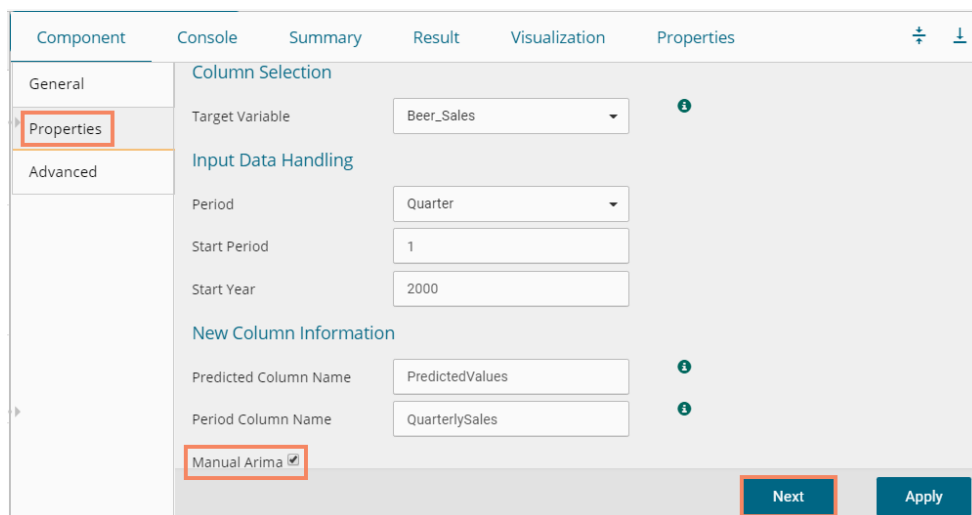 Component Console Summary Result Visualization Properties
General
Properties
Advanced
Column Selection
Target Variable Beer_Sales
Input Data Handling
Period Quarter
Start Period 1
Start Year 2000
New Column Information
Predicted Column Name PredictedValues
Period Column Name QuarterlySales
Manual Arima
Next Apply